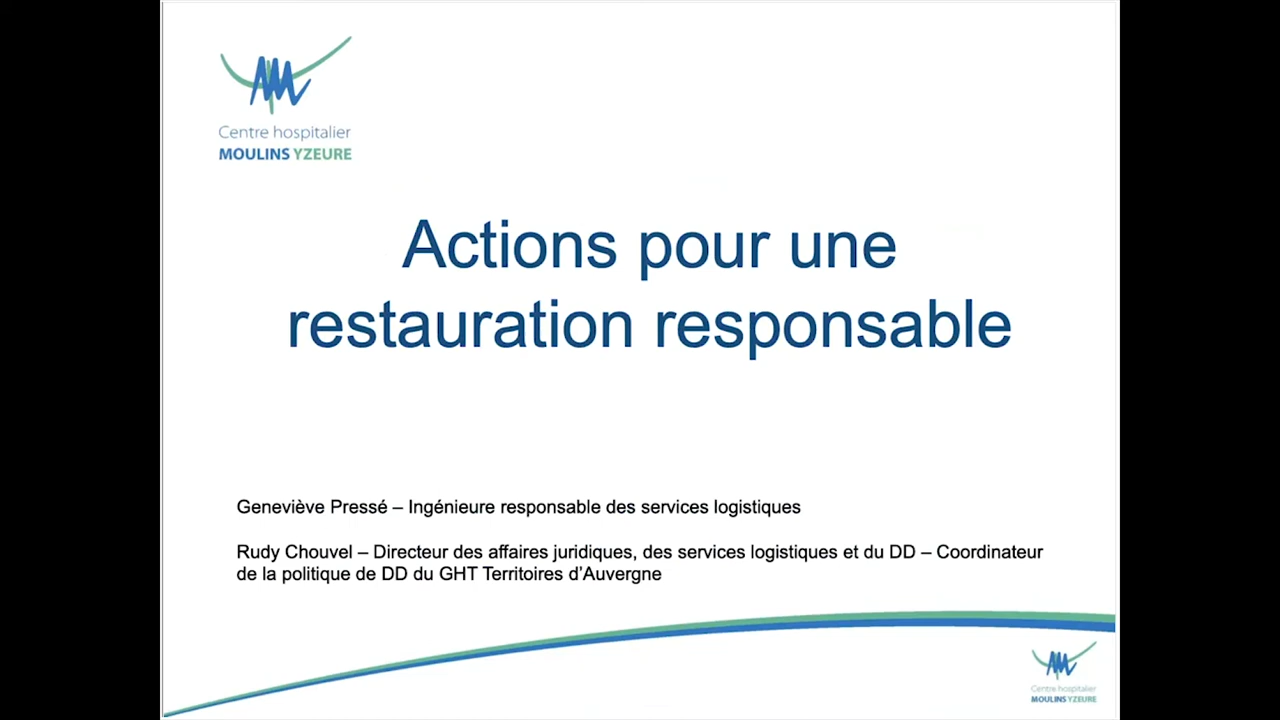 Centre hospitalier
MOULINS YZEURE
Actions pour une
restauration responsable
Geneviève Pressé – Ingénieure responsable des services logistiques
Rudy Chouvel – Directeur des affaires juridiques, des services logistiques et du DD – Coordinateur
de la politique de DD du GHT Territoires d'Auvergne
Centre hospitalier
MOULINS YZEURE